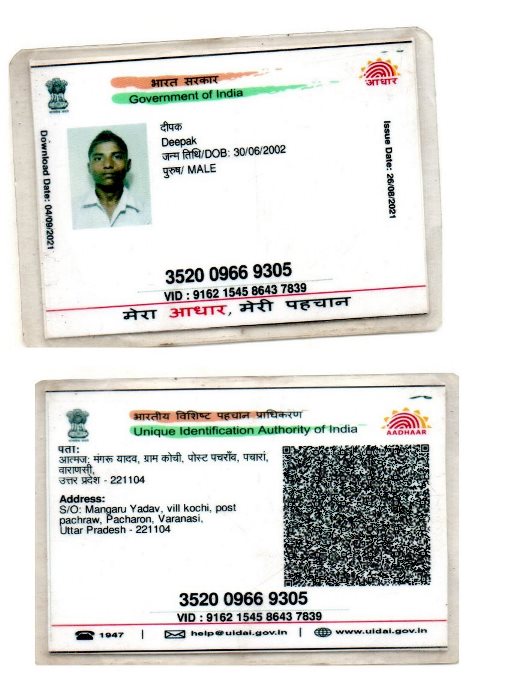 भारत सरकार
Government of India
आधार
Download Date: 04/09/2021
दीपक
Deepak
जन्म तिथि/DOB: 30/06/2002
पुरुष/ MALE
Issue Date: 26/08/2021
3520 0966 9305
VID : 9162 1545 8643 7839
मेरा आधार, मेरी पहचान
भारतीय विशिष्ट पहचान प्राधिकरण
Unique Identification Authority of India
AADHAAR
पता:
आत्मज: मंगरू यादव, ग्राम कोची, पोस्ट पचराँव, पचारां,
वाराणसी,
उत्तर प्रदेश - 221104
Address:
S/O: Mangaru Yadav, vill kochi, post
pachraw, Pacharon, Varanasi,
Uttar Pradesh - 221104
3520 0966 9305
VID : 9162 1545 8643 7839
1947 | help@uidai.gov.in | www.uidai.gov.in